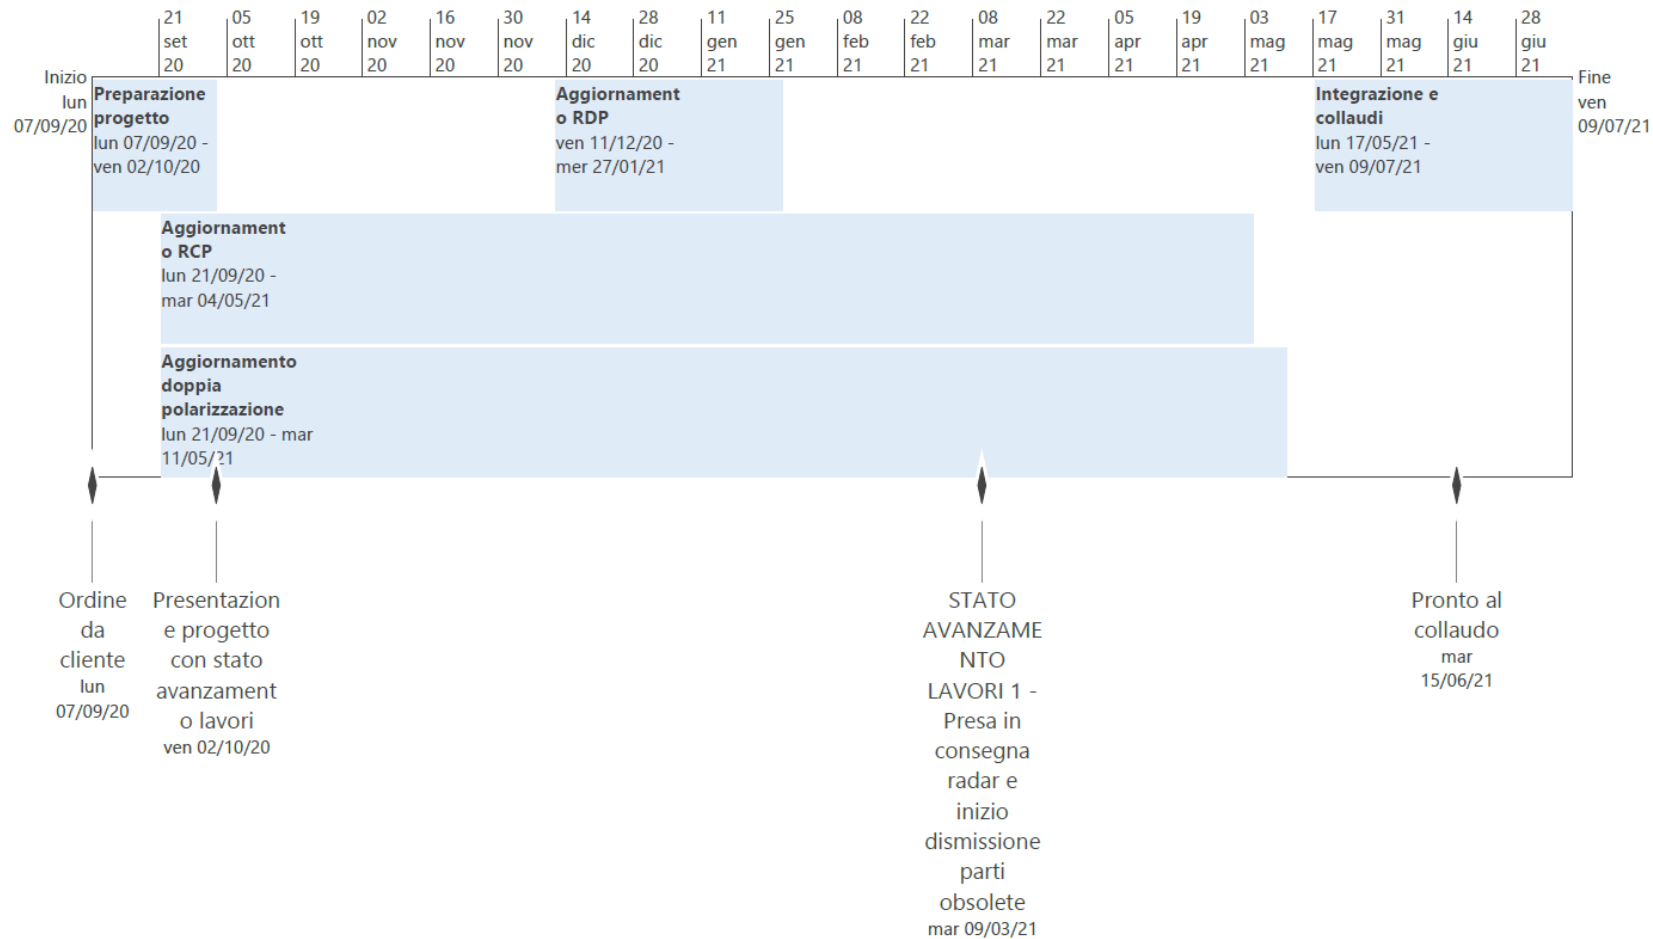 21 05 19 02 16 30 14 28 11 25 08 22 08 22 05 19 03 17 31 14 28
set ott ott nov nov nov dic dic gen gen feb feb mar mar apr apr mag mag mag giu giu
20 20 20 20 20 20 20 20 21 21 21 21 21 21 21 21 21 21 21 21 21
Inizio
lun
07/09/20
Fine
ven
09/07/21
Preparazione
progetto
lun 07/09/20 -
ven 02/10/20
Aggiornament
o RDP
ven 11/12/20 -
mer 27/01/21
Integrazione e
collaudi
lun 17/05/21 -
ven 09/07/21
Aggiornament
o RCP
lun 21/09/20 -
mar 04/05/21
Aggiornamento
doppia
polarizzazione
lun 21/09/20 - mar
11/05/21
Ordine
da
cliente
lun
07/09/20
Presentazion
e progetto
con stato
avanzament
o lavori
ven 02/10/20
STATO
AVANZAME
NTO
LAVORI 1 -
Presa in
consegna
radar e
inizio
dismissione
parti
obsolete
mar 09/03/21
Pronto al
collaudo
mar
15/06/21